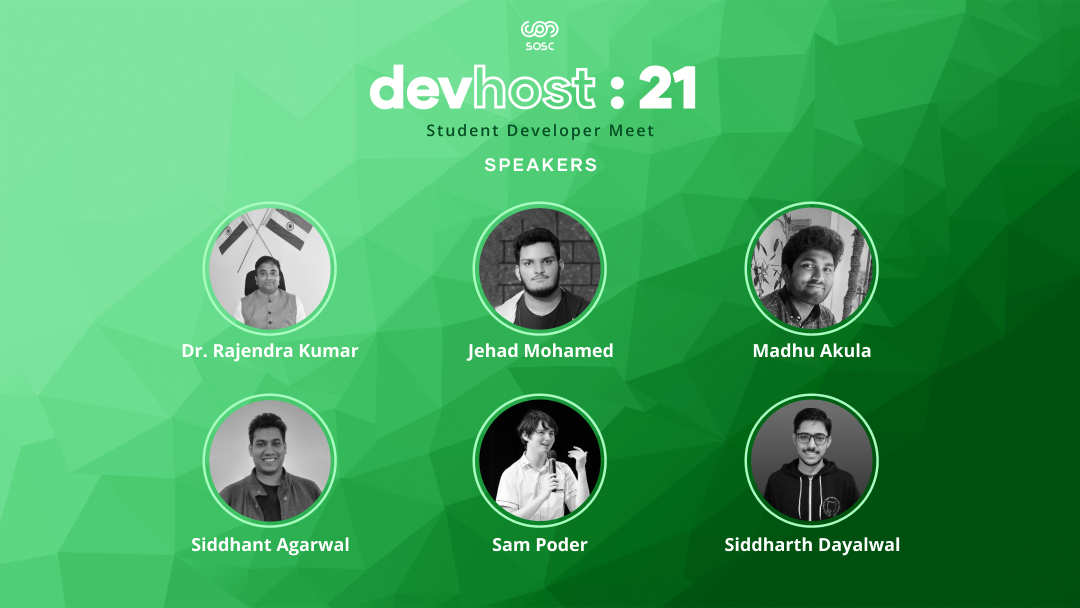 SOSC
devhost : 21
Student Developer Meet
SPEAKERS
Dr. Rajendra Kumar
Jehad Mohamed
Madhu Akula
Siddhant Agarwal
Sam Poder
Siddharth Dayalwal